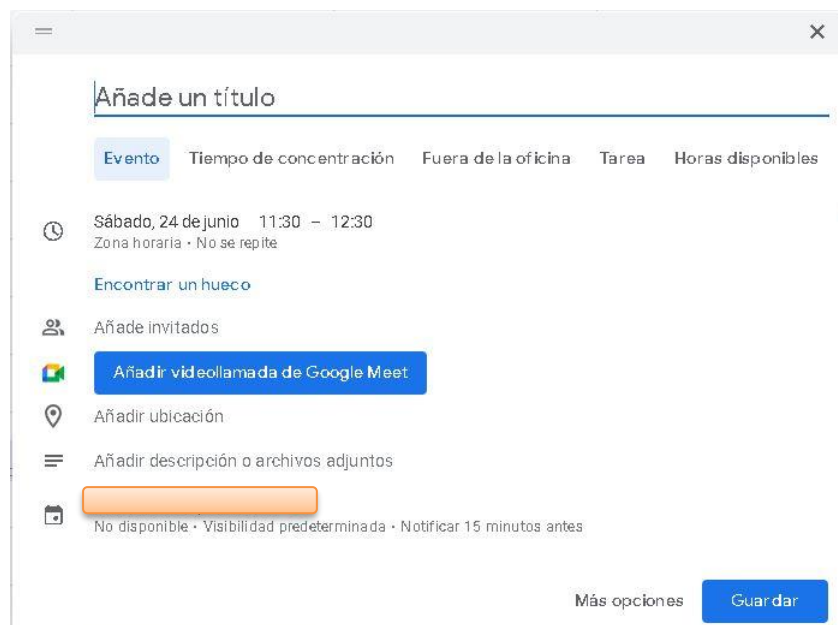 Añade un título
Evento Tiempo de concentración Fuera de la oficina Tarea Horas disponibles
Sábado, 24 de junio 11:30 – 12:30
Zona horaria • No se repite
Encontrar un hueco
Añade invitados
Añadir videollamada de Google Meet
Añadir ubicación
Añadir descripción o archivos adjuntos
No disponible • Visibilidad predeterminada • Notificar 15 minutos antes
Más opciones Guardar